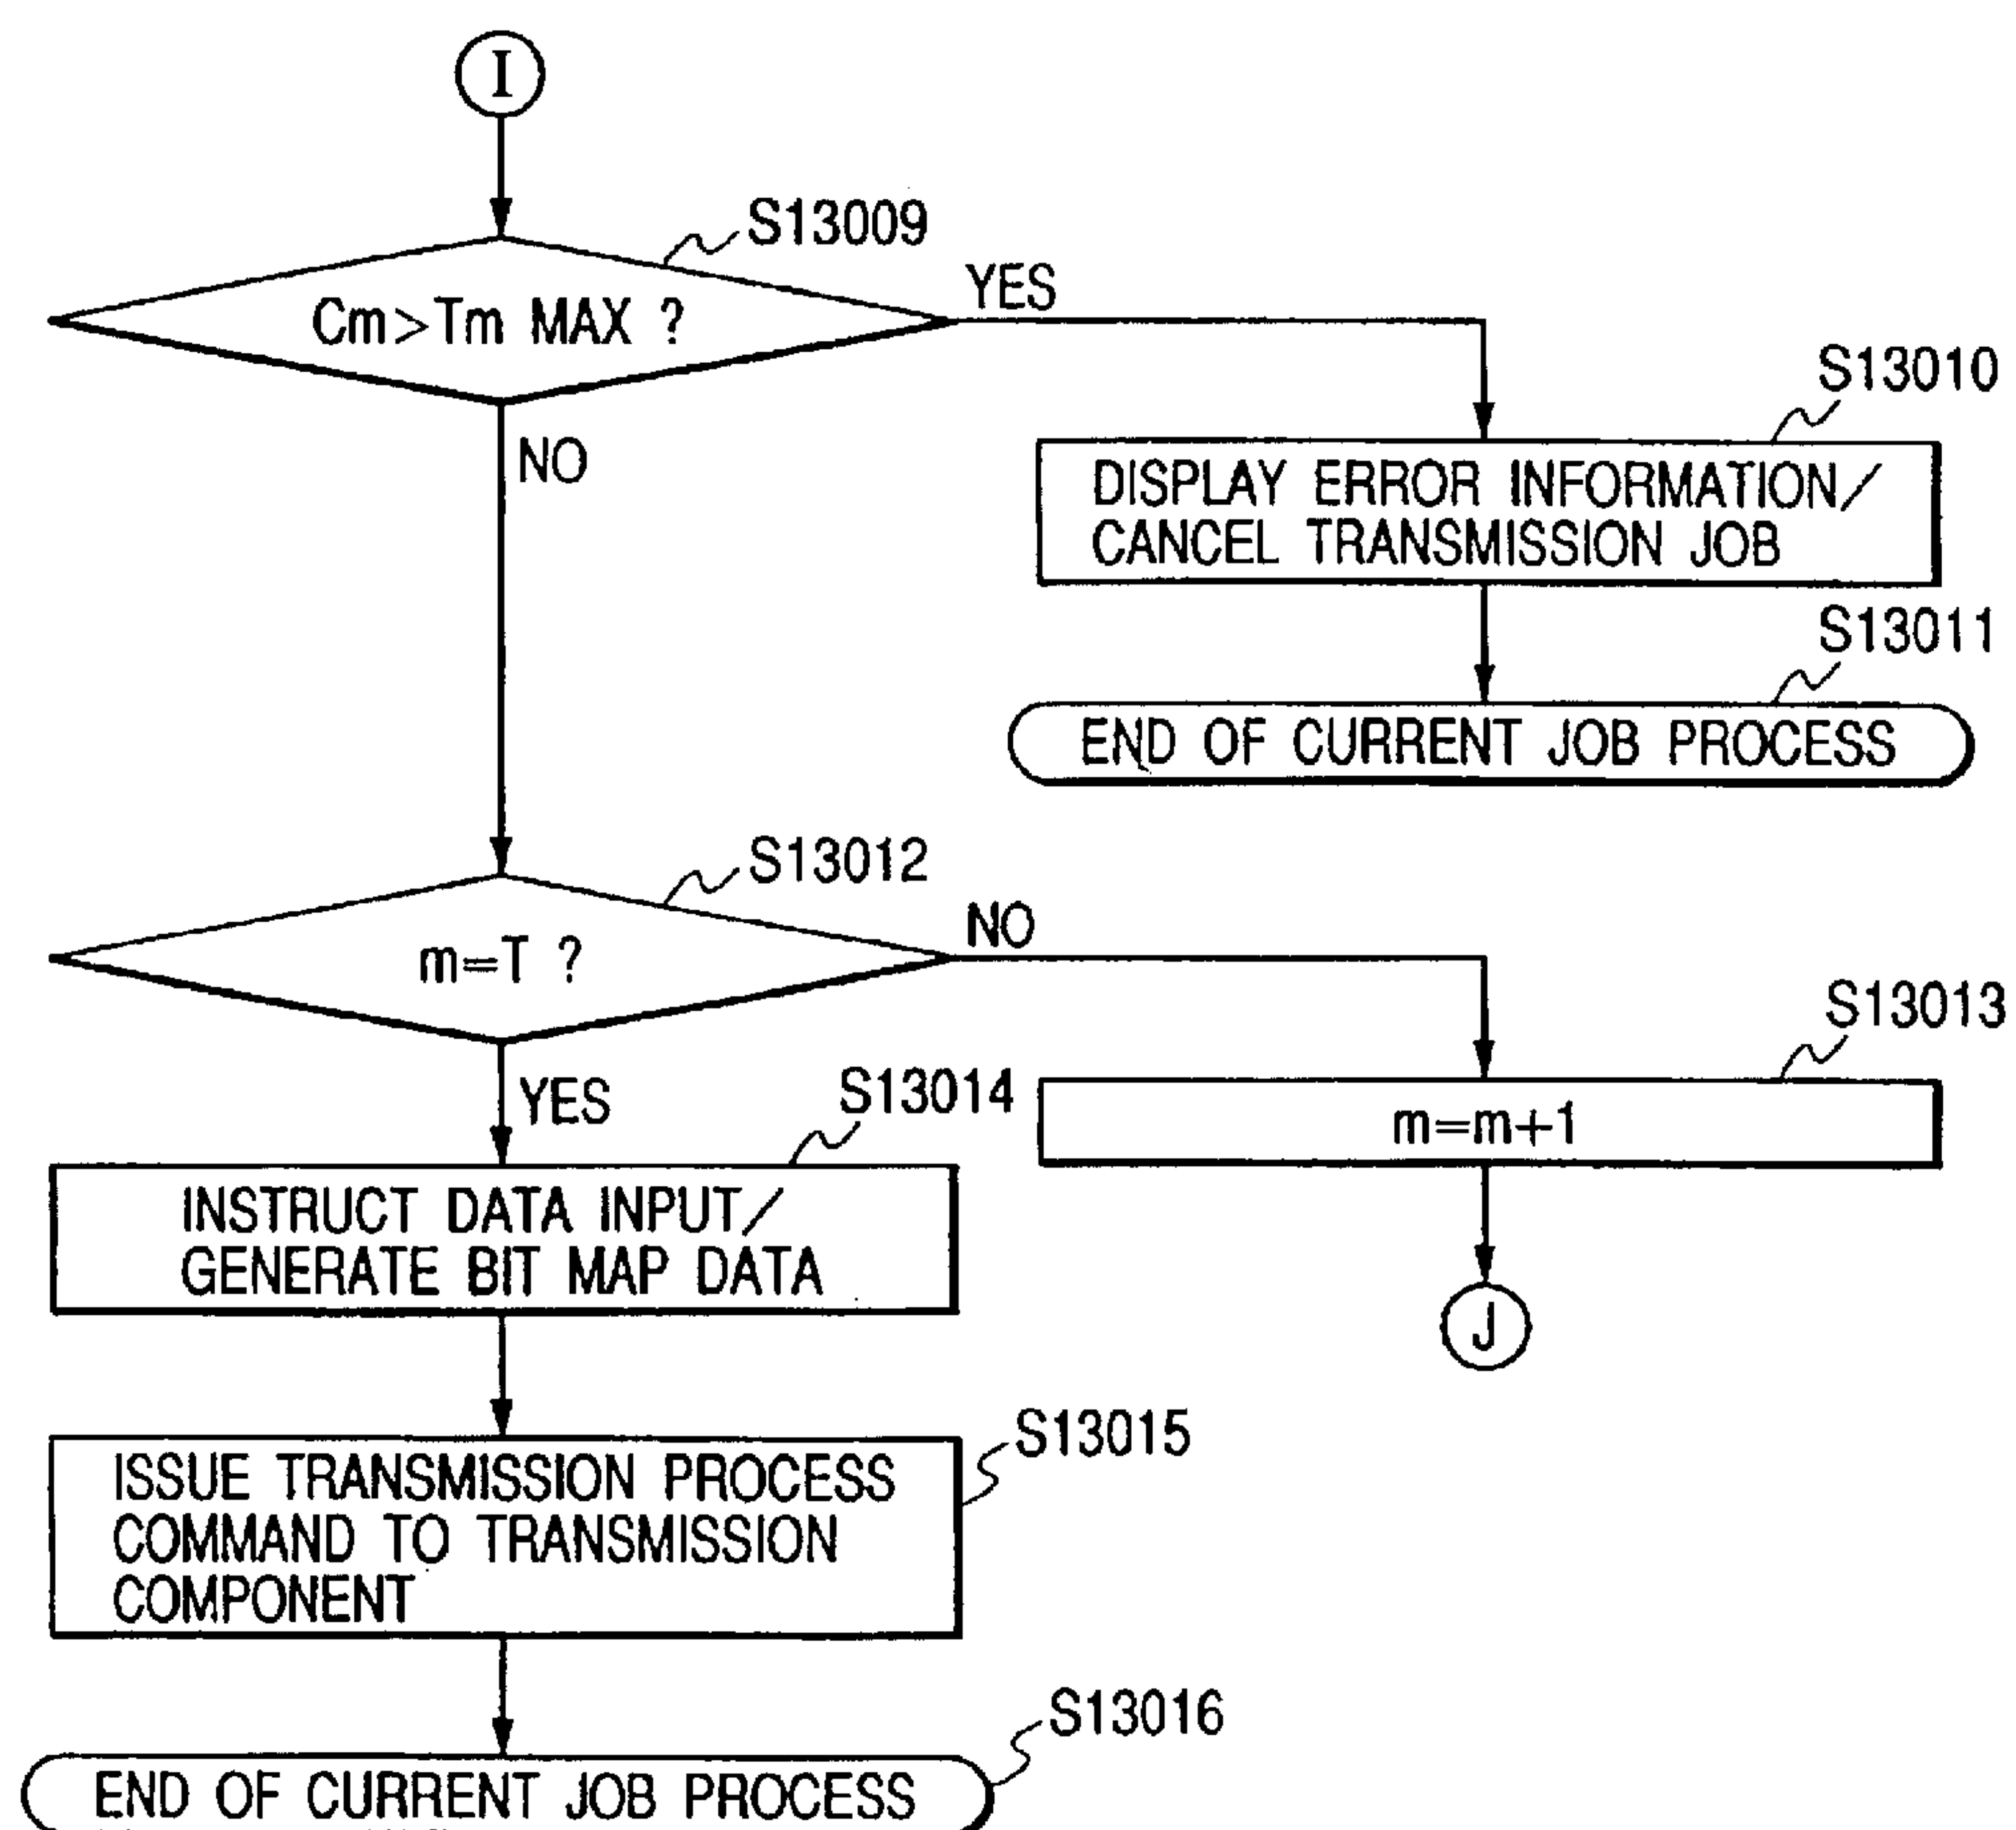 I
S13009
Cm>Tm MAX ?
YES
NO
S13010
DISPLAY ERROR INFORMATION/
CANCEL TRANSMISSION JOB
S13011
END OF CURRENT JOB PROCESS
S13012
m=T ?
NO
YES
S13013
m=m+1
J
S13014
INSTRUCT DATA INPUT/
GENERATE BIT MAP DATA
S13015
ISSUE TRANSMISSION PROCESS
COMMAND TO TRANSMISSION
COMPONENT
S13016
END OF CURRENT JOB PROCESS